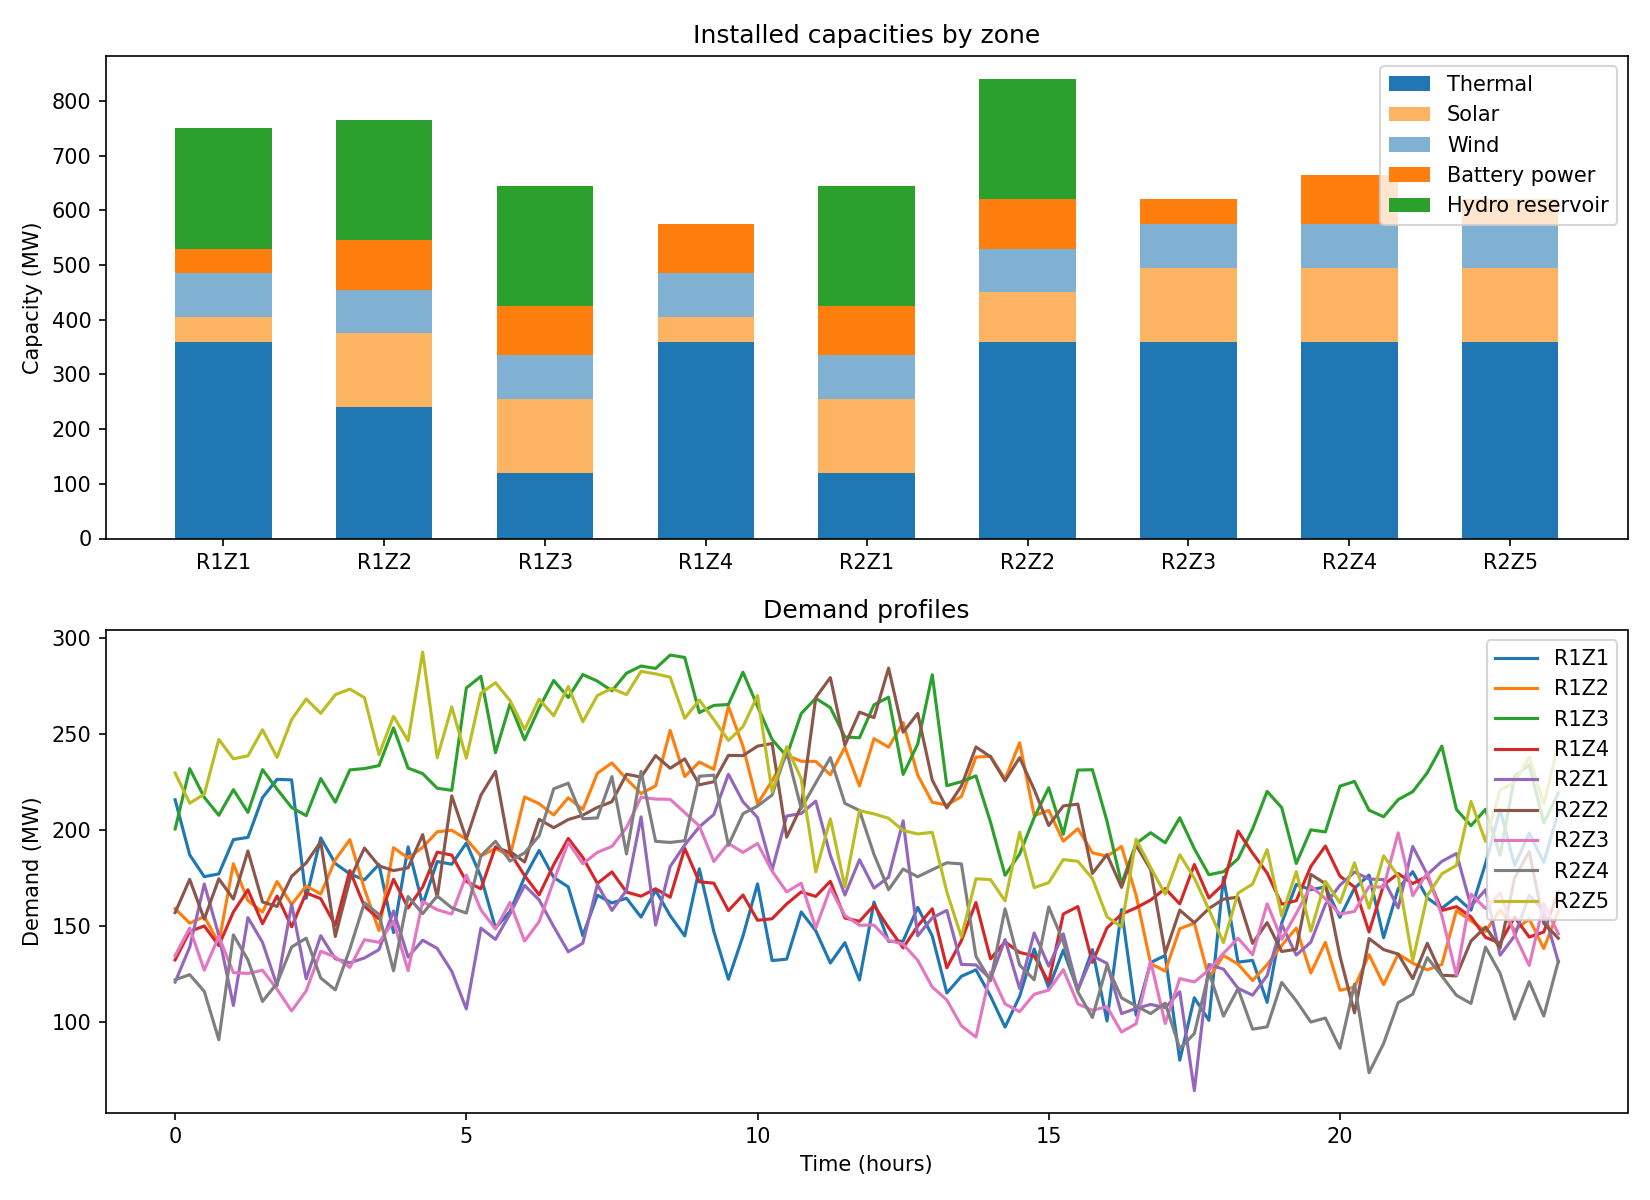 Installed capacities by zone
Capacity (MW)
800
700
600
500
400
300
200
100
0
Thermal
Solar
Wind
Battery power
Hydro reservoir
R1Z1 R1Z2 R1Z3 R1Z4 R2Z1 R2Z2 R2Z3 R2Z4 R2Z5
Demand profiles
Demand (MW)
300
250
200
150
100
R1Z1
R1Z2
R1Z3
R1Z4
R2Z1
R2Z2
R2Z3
R2Z4
R2Z5
0 5 10 15 20
Time (hours)